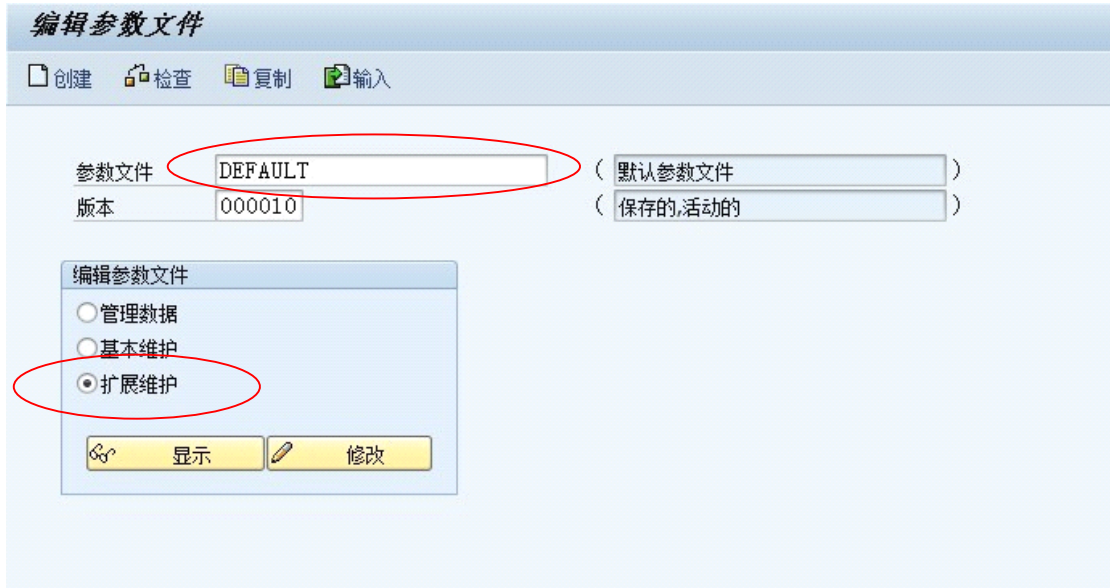 编辑参数文件
创建 检查 复制 输入
参数文件 DEFAULT ( 默认参数文件 )
版本 000010 ( 保存的,活动的 )
编辑参数文件
管理数据
基本维护
扩展维护
显示 修改